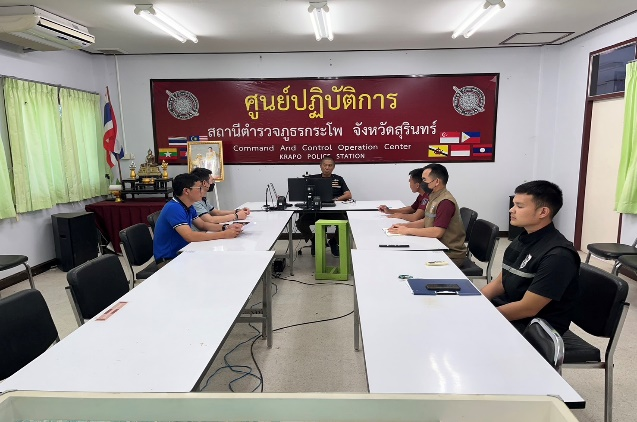 ศูนย์ปฏิบัติการ
สถานีตำรวจภูธรกระโพ จังหวัดสุรินทร์
Command And Control Operation Center
KRAPO POLICE STATION